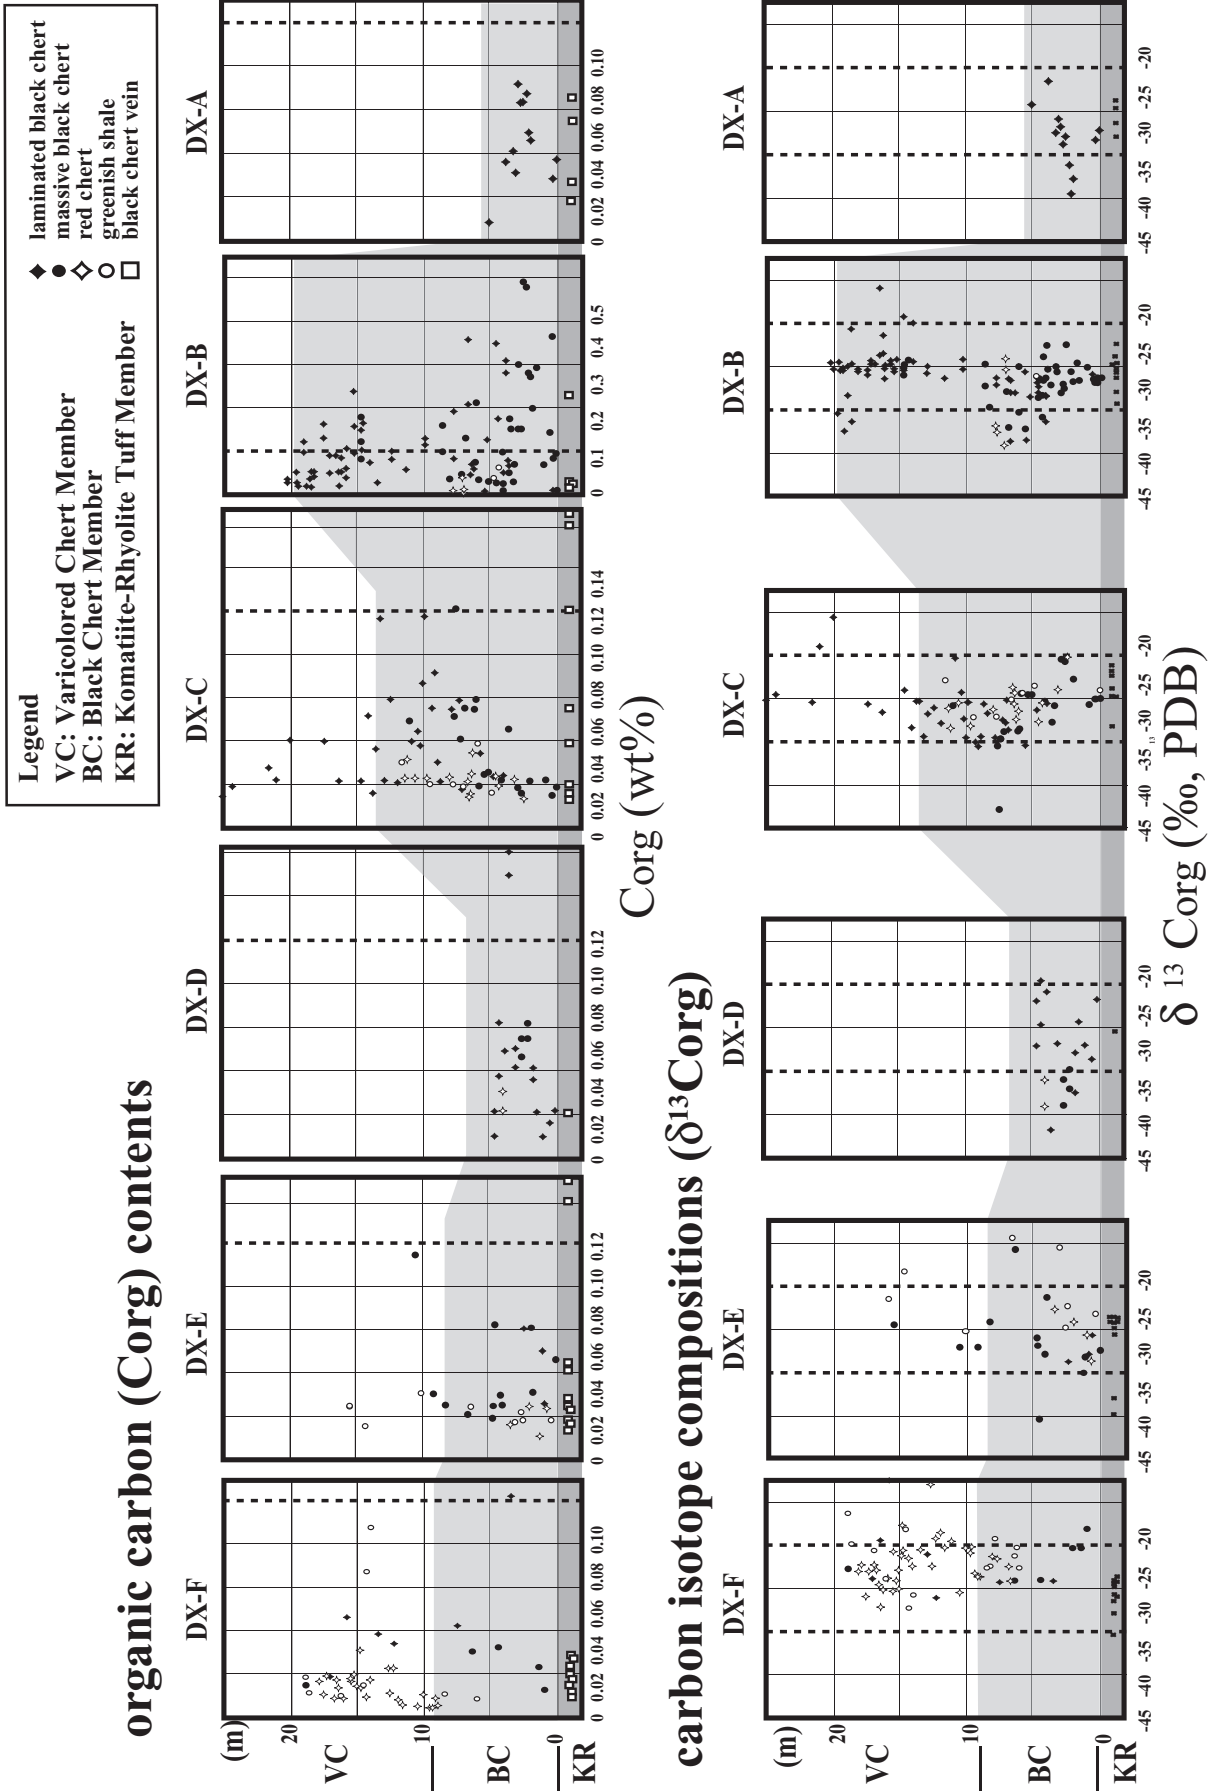 Legend
VC: Varicolored Chert Member
BC: Black Chert Member
KR: Komatiite-Rhyolite Tuff Member
laminated black chert
massive black chert
red chert
greenish shale
black chert vein
organic carbon (Corg) contents
DX-F
DX-E
DX-D
DX-C
DX-B
DX-A
(m)
20
VC
10
BC
0
KR
0 0.02 0.04 0.06 0.08 0.10
0 0.02 0.04 0.06 0.08 0.10 0.12
0 0.02 0.04 0.06 0.08 0.10 0.12
0 0.02 0.04 0.06 0.08 0.10 0.12 0.14
0 0.1 0.2 0.3 0.4 0.5
0 0.02 0.04 0.06 0.08 0.10
Corg (wt%)
carbon isotope compositions (δ¹³Corg)
DX-F
DX-E
DX-D
DX-C
DX-B
DX-A
(m)
20
VC
10
BC
0
KR
-45 -40 -35 -30 -25 -20
-45 -40 -35 -30 -25 -20
-45 -40 -35 -30 -25 -20
-45 -40 -35 -30 -25 -20
-45 -40 -35 -30 -25 -20
-45 -40 -35 -30 -25 -20
13
δ ¹³ Corg (‰, PDB)